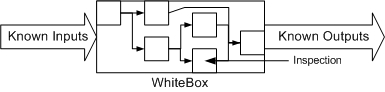 Known Inputs
Known Outputs
Inspection
WhiteBox